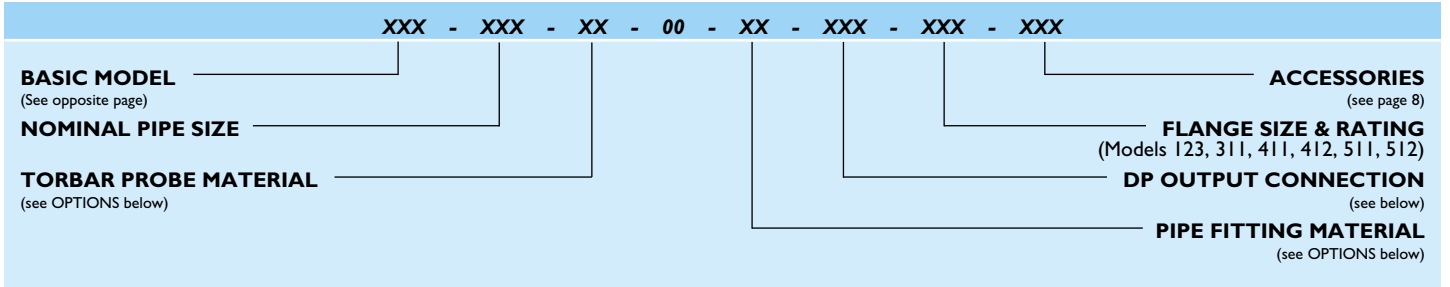 XXX - XXX - XX - 00 - XX - XXX - XXX - XXX
BASIC MODEL
(See opposite page)
NOMINAL PIPE SIZE
TORBAR PROBE MATERIAL
(see OPTIONS below)
ACCESSORIES
(see page 8)
FLANGE SIZE & RATING
(Models 123, 311, 411, 412, 511, 512)
DP OUTPUT CONNECTION
(see below)
PIPE FITTING MATERIAL
(see OPTIONS below)